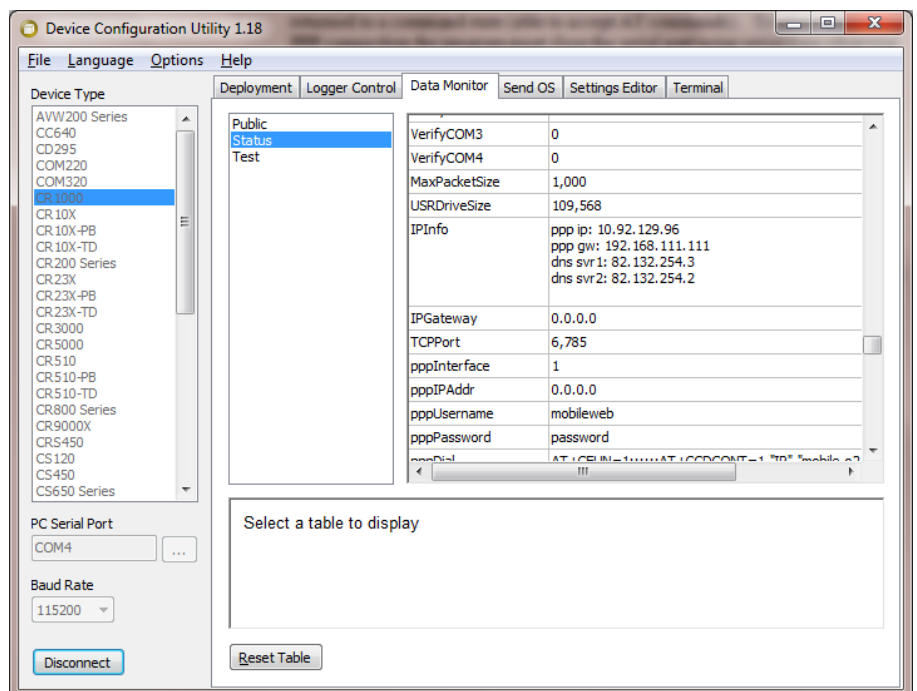 Device Configuration Utility 1.18
File Language Options Help
Device Type
AVW200 Series
CC640
CD295
COM220
COM320
CR1000
CR10X
CR10X-PB
CR10X-TD
CR200 Series
CR23X
CR23X-PB
CR23X-TD
CR3000
CR5000
CR510
CR510-PB
CR510-TD
CR800 Series
CR9000X
CRS450
CS120
CS450
CS650 Series
PC Serial Port
COM4
...
Baud Rate
115200
Disconnect
Deployment Logger Control Data Monitor Send OS Settings Editor Terminal
Public
Status
Test
VerifyCOM3 0
VerifyCOM4 0
MaxPacketSize 1,000
USRDriveSize 109,568
IPInfo ppp ip: 10.92.129.96
ppp gw: 192.168.111.111
dns svr1: 82.132.254.3
dns svr2: 82.132.254.2
IPGateway 0.0.0.0
TCPPort 6,785
pppInterface 1
pppIPAddr 0.0.0.0
pppUsername mobileweb
pppPassword password
pppDial
Select a table to display
Reset Table